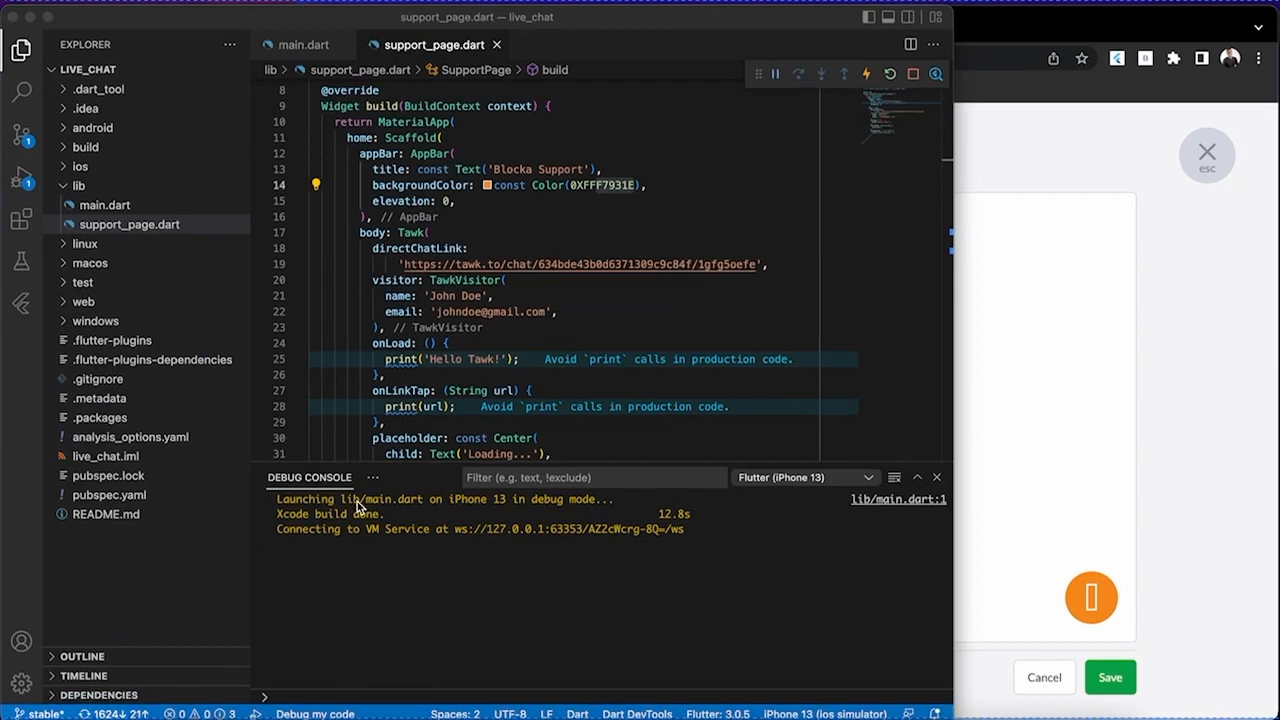 support_page.dart — live_chat
EXPLORER
LIVE_CHAT
.dart_tool
.idea
android
build
ios
lib
main.dart
support_page.dart
linux
macos
test
web
windows
.flutter-plugins
.flutter-plugins-dependencies
.gitignore
.metadata
.packages
analysis_options.yaml
live_chat.iml
pubspec.lock
pubspec.yaml
README.md
OUTLINE
TIMELINE
DEPENDENCIES
1
1
main.dart
support_page.dart
lib > support_page.dart > SupportPage > build
8 @override
9 Widget build(BuildContext context) {
10 return MaterialApp(
11 home: Scaffold(
12 appBar: AppBar(
13 title: const Text('Blocka Support'),
14 backgroundColor: const Color(0XFFF7931E),
15 elevation: 0,
16 ), // AppBar
17 body: Tawk(
18 directChatLink:
19 'https://tawk.to/chat/634bde43b0d6371309c9c84f/1gfg5oefe',
20 visitor: TawkVisitor(
21 name: 'John Doe',
22 email: 'johndoe@gmail.com',
23 ), // TawkVisitor
24 onLoad: () {
25 print('Hello Tawk!'); Avoid `print` calls in production code.
26 },
27 onLinkTap: (String url) {
28 print(url); Avoid `print` calls in production code.
29 },
30 placeholder: const Center(
31 child: Text('Loading...'),
DEBUG CONSOLE
Filter (e.g. text, !exclude)
Flutter (iPhone 13)
Launching lib/main.dart on iPhone 13 in debug mode... lib/main.dart:1
Xcode build done. 12.8s
Connecting to VM Service at ws://127.0.0.1:63353/AZ2cWcrg-8Q=/ws
stable* 1624↓ 21↑ 0 0 3 Debug my code Spaces: 2 UTF-8 LF Dart Dart DevTools Flutter: 3.0.5 iPhone 13 (ios simulator)
esc
Cancel
Save